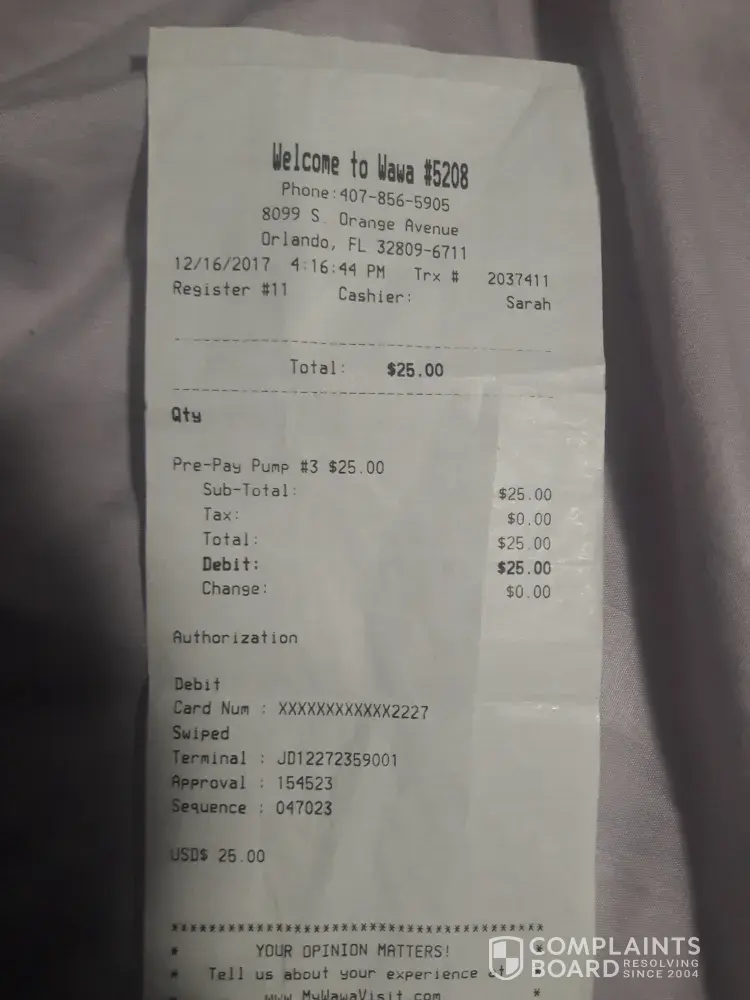 Welcome to Wawa #5208
Phone:407-856-5905
8099 S. Orange Avenue
Orlando, FL 32809-6711
12/16/2017 4:16:44 PM Trx # 2037411
Register #11 Cashier: Sarah
Total: $25.00
Qty
Pre-Pay Pump #3 $25.00
Sub-Total: $25.00
Tax: $0.00
Total: $25.00
Debit: $25.00
Change: $0.00
Authorization
Debit
Card Num : XXXXXXXXXXXX2227
Swiped
Terminal : JD12272359001
Approval : 154523
Sequence : 047023
USD$ 25.00
****************************************
* YOUR OPINION MATTERS! *
* Tell us about your experience at
* www.MyWawaVisit.com *
COMPLAINTS
BOARD RESOLVING
SINCE 2004